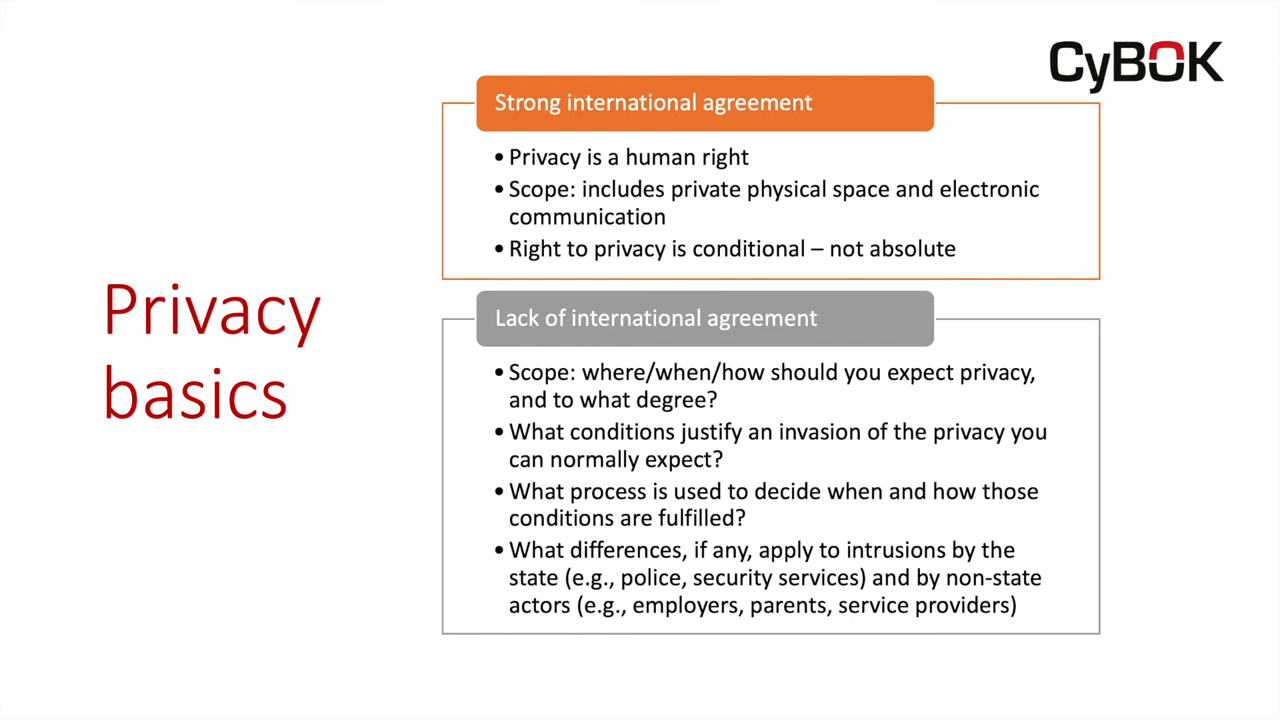 CyBOK
Strong international agreement
• Privacy is a human right
• Scope: includes private physical space and electronic
communication
• Right to privacy is conditional – not absolute
Privacy
basics
Lack of international agreement
• Scope: where/when/how should you expect privacy,
and to what degree?
• What conditions justify an invasion of the privacy you
can normally expect?
• What process is used to decide when and how those
conditions are fulfilled?
• What differences, if any, apply to intrusions by the
state (e.g., police, security services) and by non-state
actors (e.g., employers, parents, service providers)